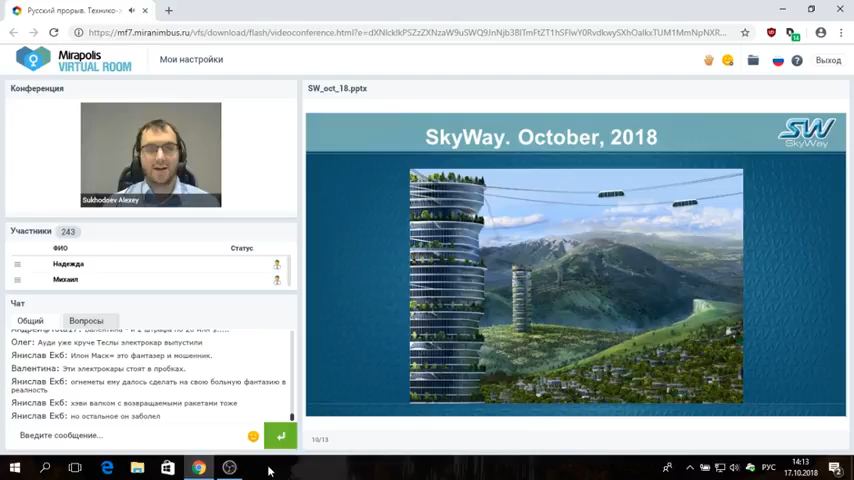 Русский прорыв. Технико-
https://mf7.miranimbus.ru/vfs/download/flash/videoconference.html?e=
Mirapolis
VIRTUAL ROOM
Мои настройки
Выход
Конференция
Sukhodoev Alexey
Участники 243
ФИО Статус
Надежда
Михаил
Чат
Общий Вопросы
Олег: Ауди уже круче Теслы электрокар выпустили
Янислав Екб: Илон Маск= это фантазер и мошенник.
Валентина: Эти электрокары стоят в пробках.
Янислав Екб: огнеметы ему далось сделать на свою больную фантазию в
реалность
Янислав Екб: хэви валком с возвращаемыми ракетами тоже
Янислав Екб: но остальное он заболел
Введите сообщение...
SW_oct_18.pptx
SkyWay. October, 2018
SW
SkyWay
10/13
РУС
14:13
17.10.2018
2